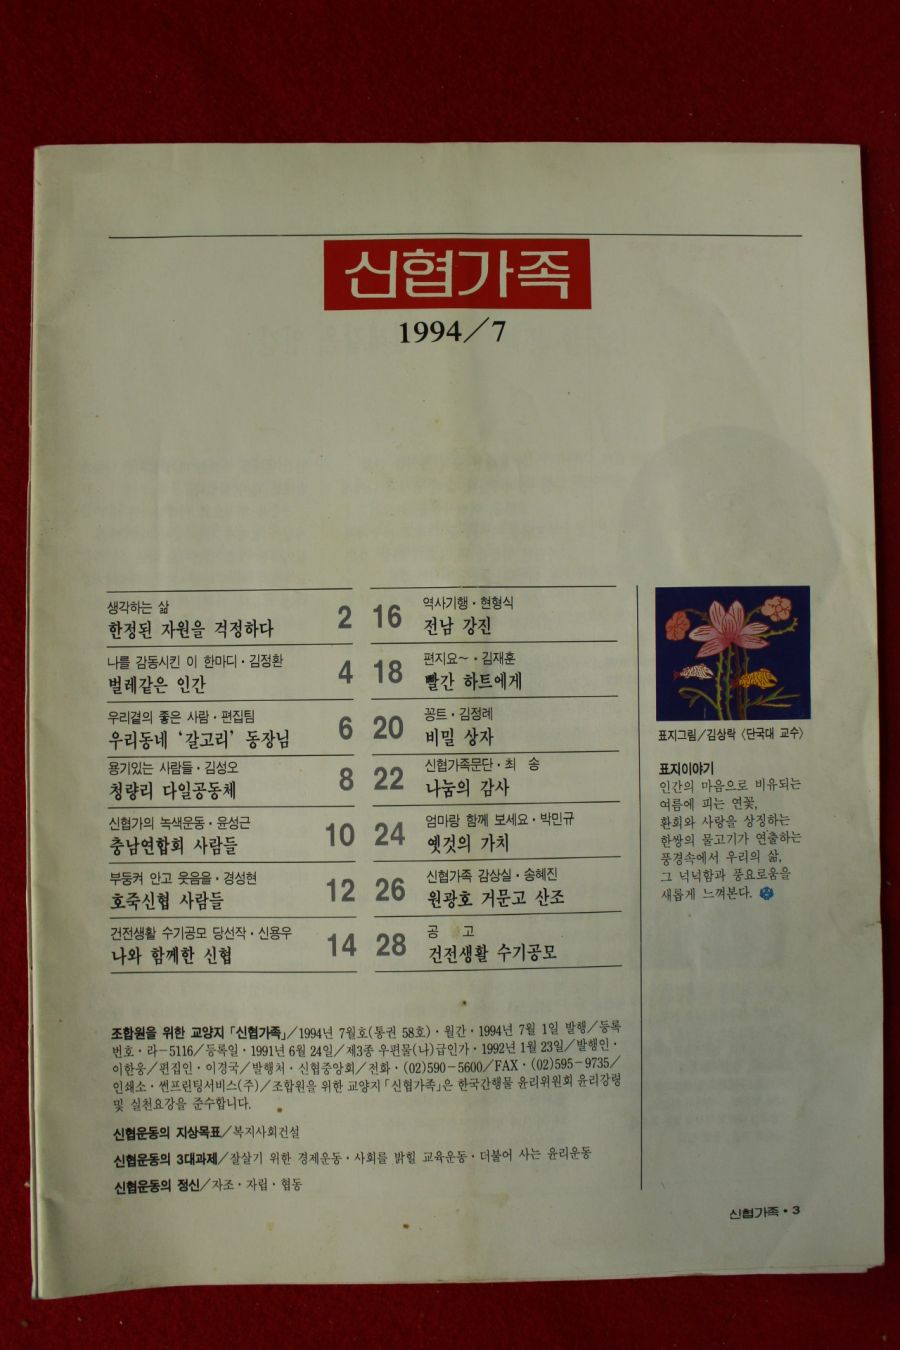 신협가족
1994/7
생각하는 삶
한정된 자원을 걱정하다 2
나를 감동시킨 이 한마디·김정환
벌레같은 인간 4
우리곁의 좋은 사람·편집팀
우리동네 '갈고리' 동장님 6
용기있는 사람들·김성오
청량리 다일공동체 8
신협가의 녹색운동·윤성근
충남연합회 사람들 10
부둥켜 안고 웃음을·경성현
호죽신협 사람들 12
건전생활 수기공모 당선작·신용우
나와 함께한 신협 14
16 역사기행·현형식
전남 강진
18 편지요~·김재훈
빨간 하트에게
20 꽁트·김정례
비밀 상자
22 신협가족문단·최 송
나눔의 감사
24 엄마랑 함께 보세요·박민규
옛것의 가치
26 신협가족 감상실·송혜진
원광호 거문고 산조
28 공 고
건전생활 수기공모
표지그림/김상락 〈단국대 교수〉
표지이야기
인간의 마음으로 비유되는
여름에 피는 연꽃,
환희와 사랑을 상징하는
한쌍의 물고기가 연출하는
풍경속에서 우리의 삶,
그 넉넉함과 풍요로움을
새롭게 느껴본다.
조합원을 위한 교양지 「신협가족」/1994년 7월호(통권 58호)·월간·1994년 7월 1일 발행/등록
번호·라-5116/등록일·1991년 6월 24일/제3종 우편물(나)급인가·1992년 1월 23일/발행인·
이한웅/편집인·이경국/발행처·신협중앙회/전화·(02)590-5600/FAX·(02)595-9735/
인쇄소·썬프린팅서비스(주)/조합원을 위한 교양지 「신협가족」은 한국간행물 윤리위원회 윤리강령
및 실천요강을 준수합니다.
신협운동의 지상목표/복지사회건설
신협운동의 3대과제/잘살기 위한 경제운동·사회를 밝힐 교육운동·더불어 사는 윤리운동
신협운동의 정신/자조·자립·협동
신협가족·3